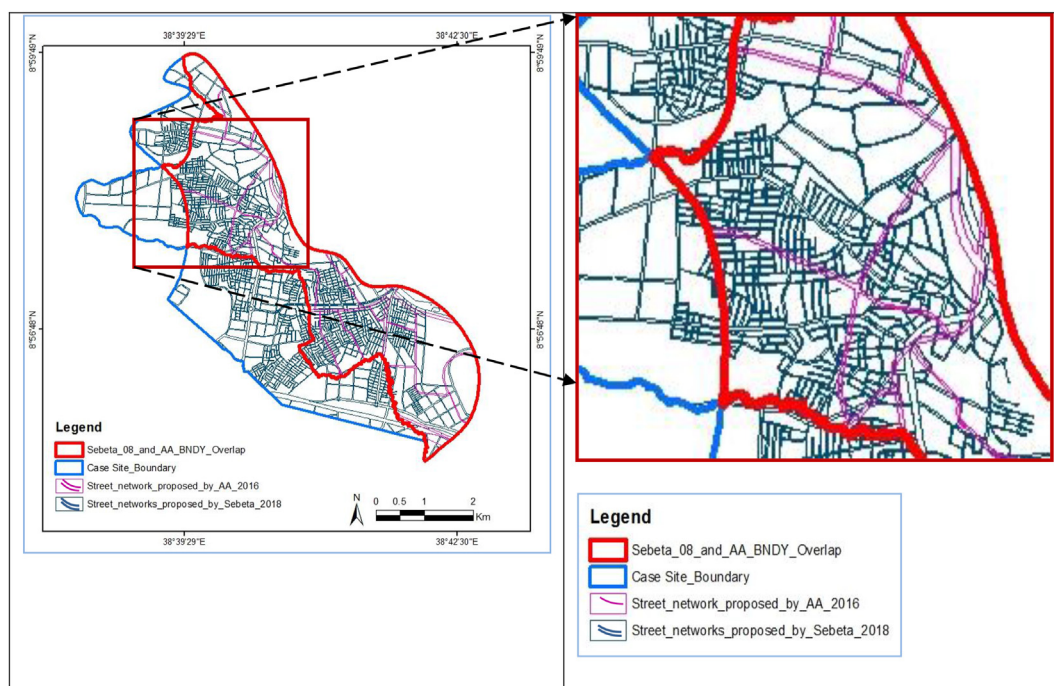 38°39'29"E
38°42'30"E
8°59'49"N
8°59'49"N
8°56'48"N
8°56'48"N
Legend
Sebeta_08_and_AA_BNDY_Overlap
Case Site_Boundary
Street_network_proposed_by_AA_2016
Street_networks_proposed_by_Sebeta_2018
N
0 0.5 1 2
Km
38°39'29"E
38°42'30"E
Legend
Sebeta_08_and_AA_BNDY_Overlap
Case Site_Boundary
Street_network_proposed_by_AA_2016
Street_networks_proposed_by_Sebeta_2018